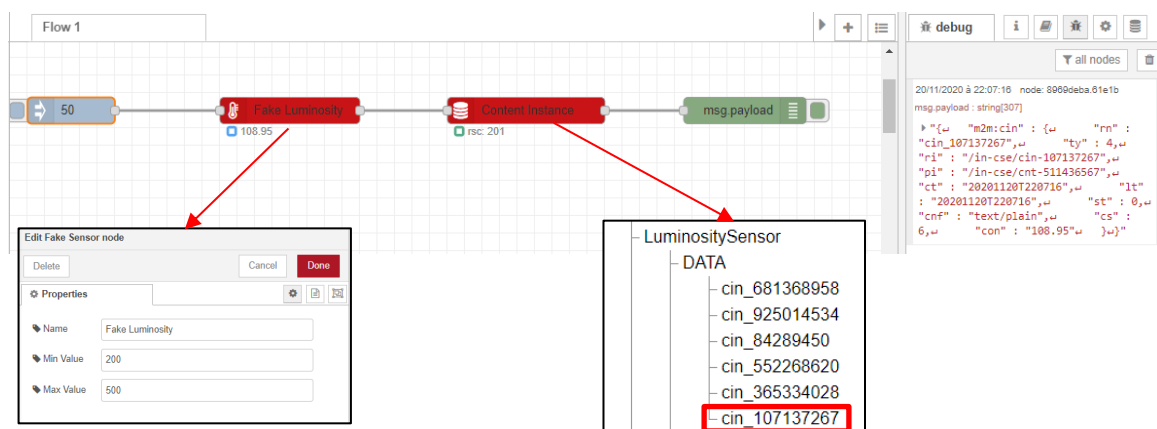 Flow 1
debug
i
all nodes
50
Fake Luminosity
Content Instance
msg.payload
108.95
rsc: 201
20/11/2020 à 22:07:16 node: 8969deba.61e1b
msg.payload : string[307]
"{↵ "m2m:cin" : {↵ "rn" :
"cin_107137267",↵ "ty" : 4,↵
"ri" : "/in-cse/cin-107137267",↵
"pi" : "/in-cse/cnt-511436567",↵
"ct" : "20201120T220716",↵ "lt"
: "20201120T220716",↵ "st" : 0,↵
"cnf" : "text/plain",↵ "cs" :
6,↵ "con" : "108.95"↵ }↵}"
Edit Fake Sensor node
Delete Cancel Done
Properties
Name Fake Luminosity
Min Value 200
Max Value 500
LuminositySensor
DATA
cin_681368958
cin_925014534
cin_84289450
cin_552268620
cin_365334028
cin_107137267